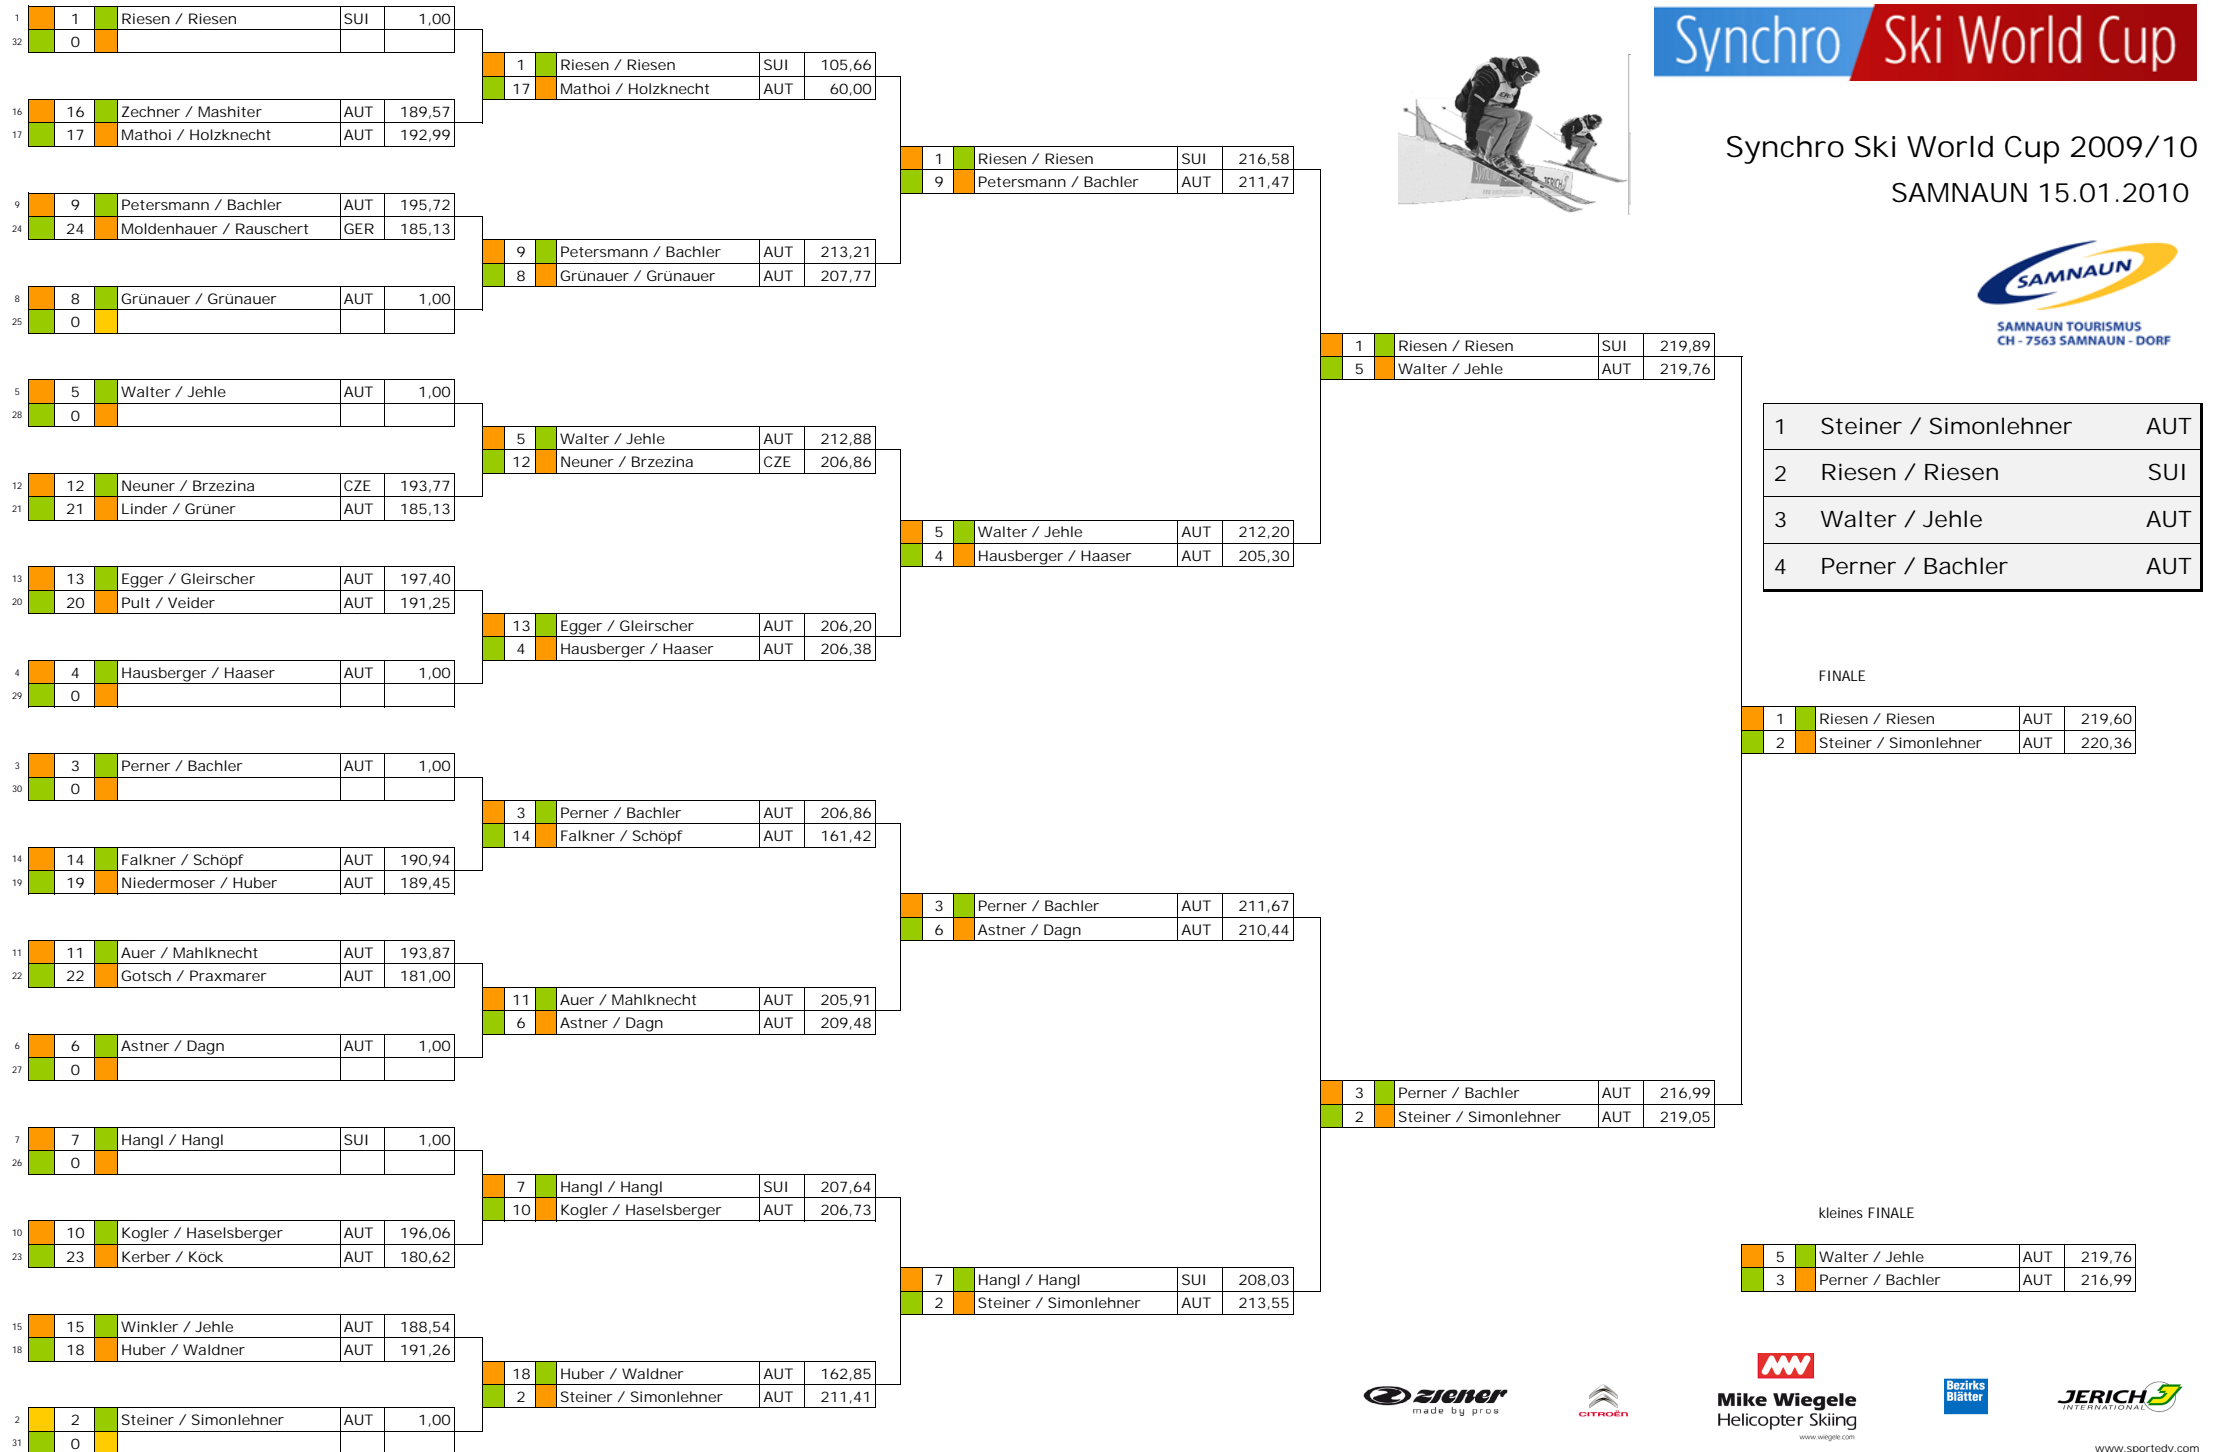 1 1 Riesen / Riesen SUI 1,00
32 0
16 16 Zechner / Mashiter AUT 189,57
17 17 Mathoi / Holzknecht AUT 192,99
9 9 Petersmann / Bachler AUT 195,72
24 24 Moldenhauer / Rauschert GER 185,13
8 8 Grünauer / Grünauer AUT 1,00
25 0
5 5 Walter / Jehle AUT 1,00
28 0
12 12 Neuner / Brzezina CZE 193,77
21 21 Linder / Grüner AUT 185,13
13 13 Egger / Gleirscher AUT 197,40
20 20 Pult / Veider AUT 191,25
4 4 Hausberger / Haaser AUT 1,00
29 0
3 3 Perner / Bachler AUT 1,00
30 0
14 14 Falkner / Schöpf AUT 190,94
19 19 Niedermoser / Huber AUT 189,45
11 11 Auer / Mahlknecht AUT 193,87
22 22 Gotsch / Praxmarer AUT 181,00
6 6 Astner / Dagn AUT 1,00
27 0
7 7 Hangl / Hangl SUI 1,00
26 0
10 10 Kogler / Haselsberger AUT 196,06
23 23 Kerber / Köck AUT 180,62
15 15 Winkler / Jehle AUT 188,54
18 18 Huber / Waldner AUT 191,26
2 2 Steiner / Simonlehner AUT 1,00
31 0
1 Riesen / Riesen SUI 105,66
17 Mathoi / Holzknecht AUT 60,00
9 Petersmann / Bachler AUT 213,21
8 Grünauer / Grünauer AUT 207,77
5 Walter / Jehle AUT 212,88
12 Neuner / Brzezina CZE 206,86
13 Egger / Gleirscher AUT 206,20
4 Hausberger / Haaser AUT 206,38
3 Perner / Bachler AUT 206,86
14 Falkner / Schöpf AUT 161,42
11 Auer / Mahlknecht AUT 205,91
6 Astner / Dagn AUT 209,48
7 Hangl / Hangl SUI 207,64
10 Kogler / Haselsberger AUT 206,73
18 Huber / Waldner AUT 162,85
2 Steiner / Simonlehner AUT 211,41
1 Riesen / Riesen SUI 216,58
9 Petersmann / Bachler AUT 211,47
5 Walter / Jehle AUT 212,20
4 Hausberger / Haaser AUT 205,30
3 Perner / Bachler AUT 211,67
6 Astner / Dagn AUT 210,44
7 Hangl / Hangl SUI 208,03
2 Steiner / Simonlehner AUT 213,55
1 Riesen / Riesen SUI 219,89
5 Walter / Jehle AUT 219,76
3 Perner / Bachler AUT 216,99
2 Steiner / Simonlehner AUT 219,05
Synchro Ski World Cup
Synchro Ski World Cup 2009/10
SAMNAUN 15.01.2010
SAMNAUN
SAMNAUN TOURISMUS
CH - 7563 SAMNAUN - DORF
1 Steiner / Simonlehner AUT
2 Riesen / Riesen SUI
3 Walter / Jehle AUT
4 Perner / Bachler AUT
FINALE
1 Riesen / Riesen AUT 219,60
2 Steiner / Simonlehner AUT 220,36
kleines FINALE
5 Walter / Jehle AUT 219,76
3 Perner / Bachler AUT 216,99
ziener
made by pros
CITROËN
Mike Wiegele
Helicopter Skiing
www.wiegele.com
Bezirks
Blätter
JERICH
INTERNATIONAL
www.sportedv.com